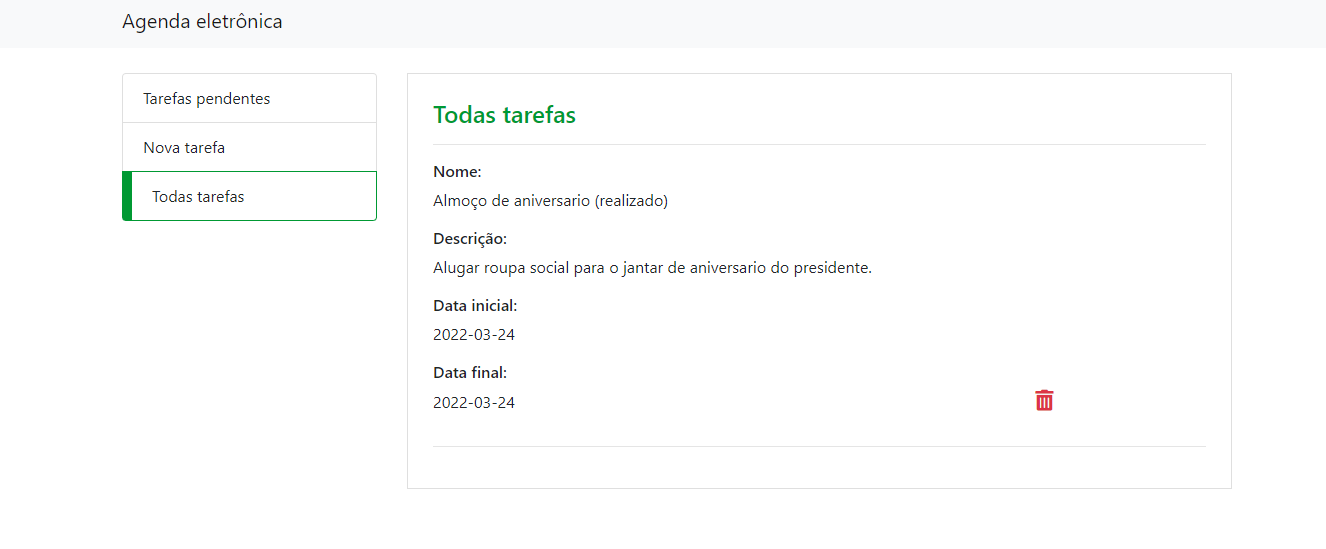 Agenda eletrônica
Tarefas pendentes
Nova tarefa
Todas tarefas
Todas tarefas
Nome:
Almoço de aniversario (realizado)
Descrição:
Alugar roupa social para o jantar de aniversario do presidente.
Data inicial:
2022-03-24
Data final:
2022-03-24